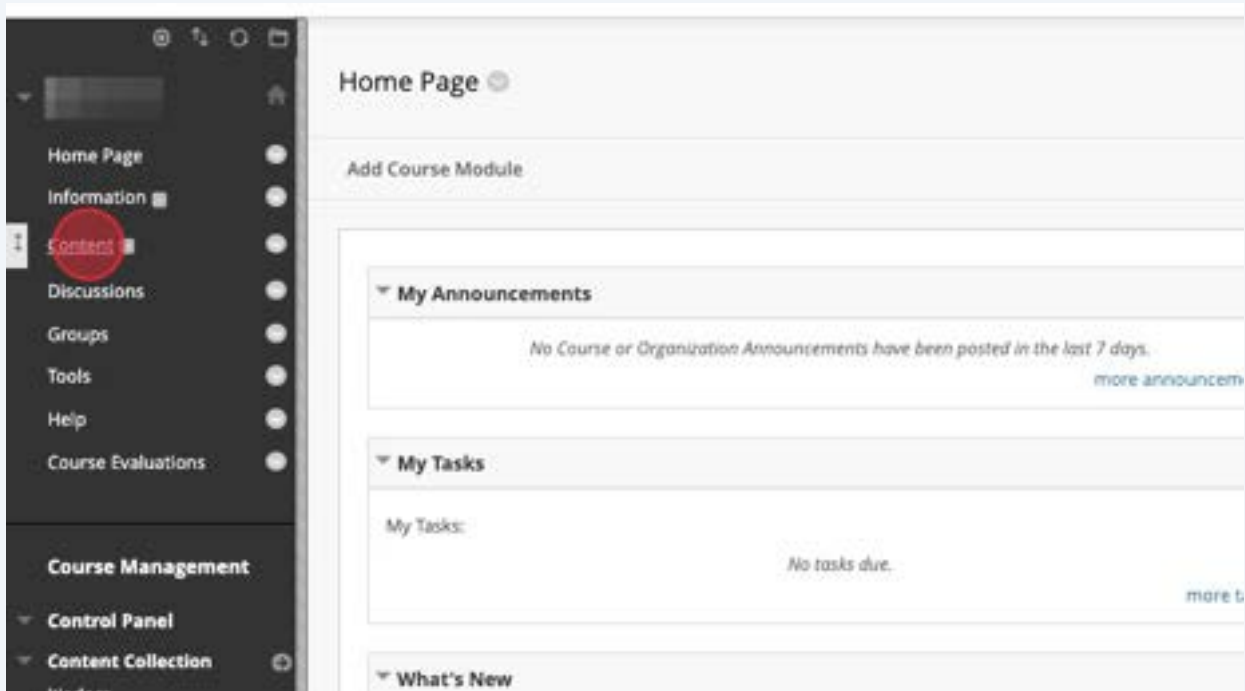 Home Page
Information
Content
Discussions
Groups
Tools
Help
Course Evaluations
Course Management
Control Panel
Content Collection
Home Page
Add Course Module
My Announcements
No Course or Organization Announcements have been posted in the last 7 days.
more announcem
My Tasks
My Tasks:
No tasks due.
more t
What's New